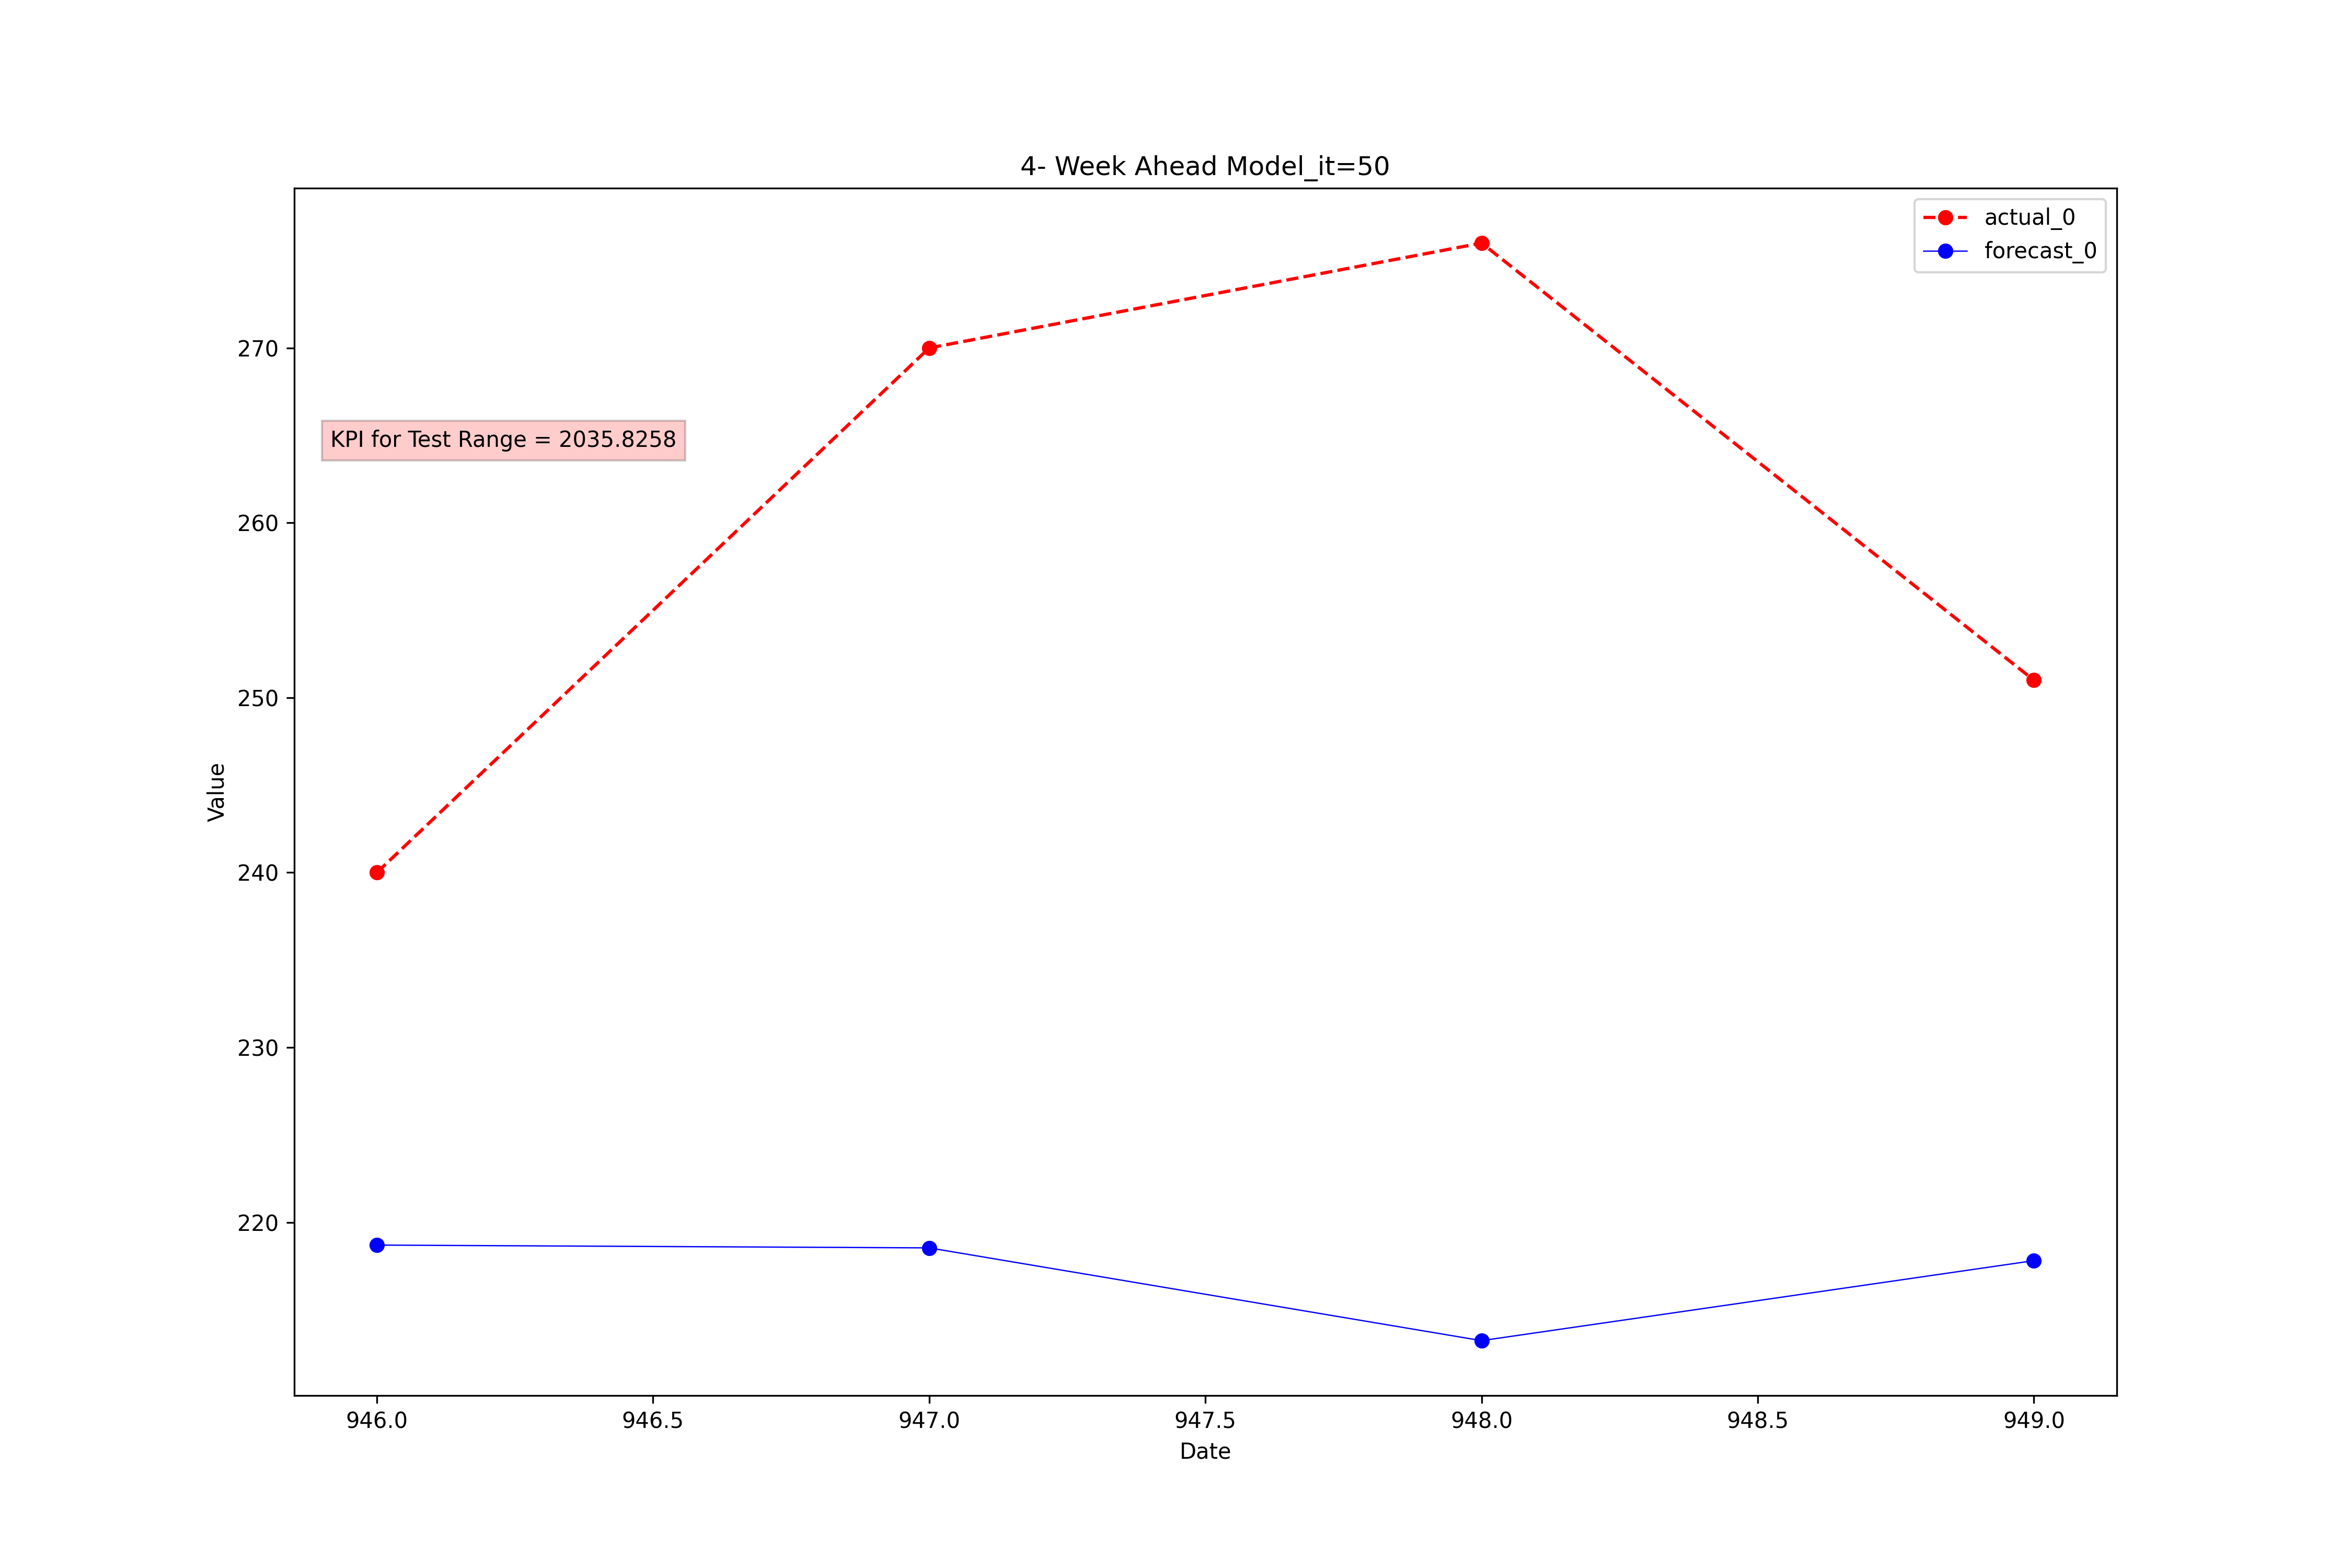 4- Week Ahead Model_it=50
actual_0
forecast_0
KPI for Test Range = 2035.8258
270
260
250
240
230
220
Value
946.0 946.5 947.0 947.5 948.0 948.5 949.0
Date